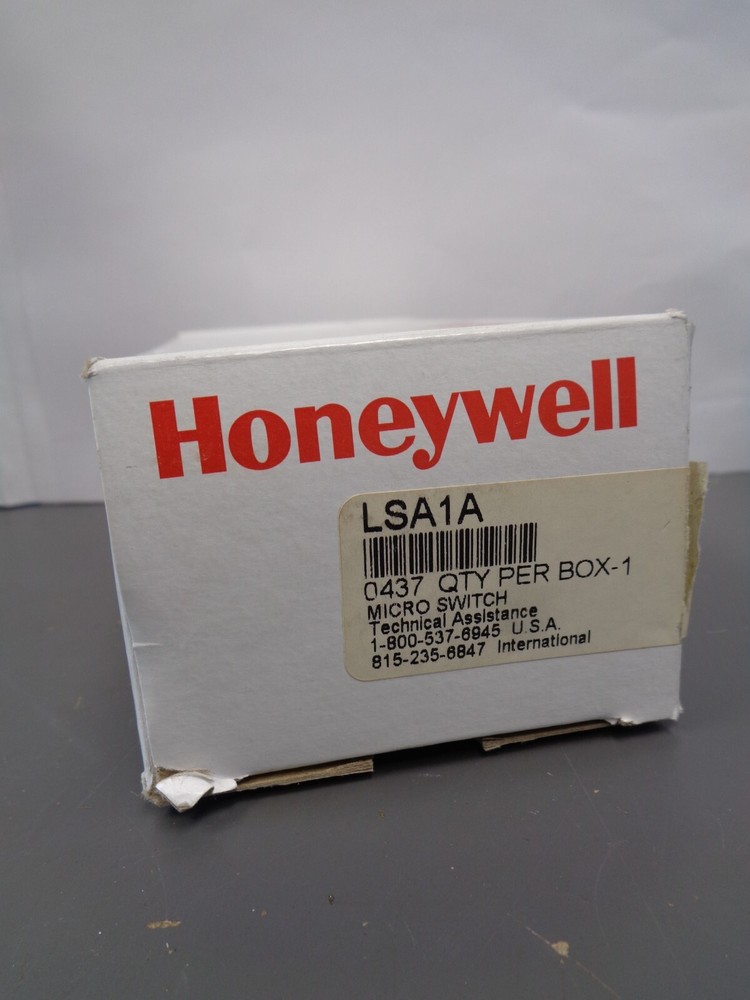 Honeywell
LSA1A
0437 QTY PER BOX-1
MICRO SWITCH
Technical Assistance
1-800-537-6945 U.S.A.
815-235-6847 International